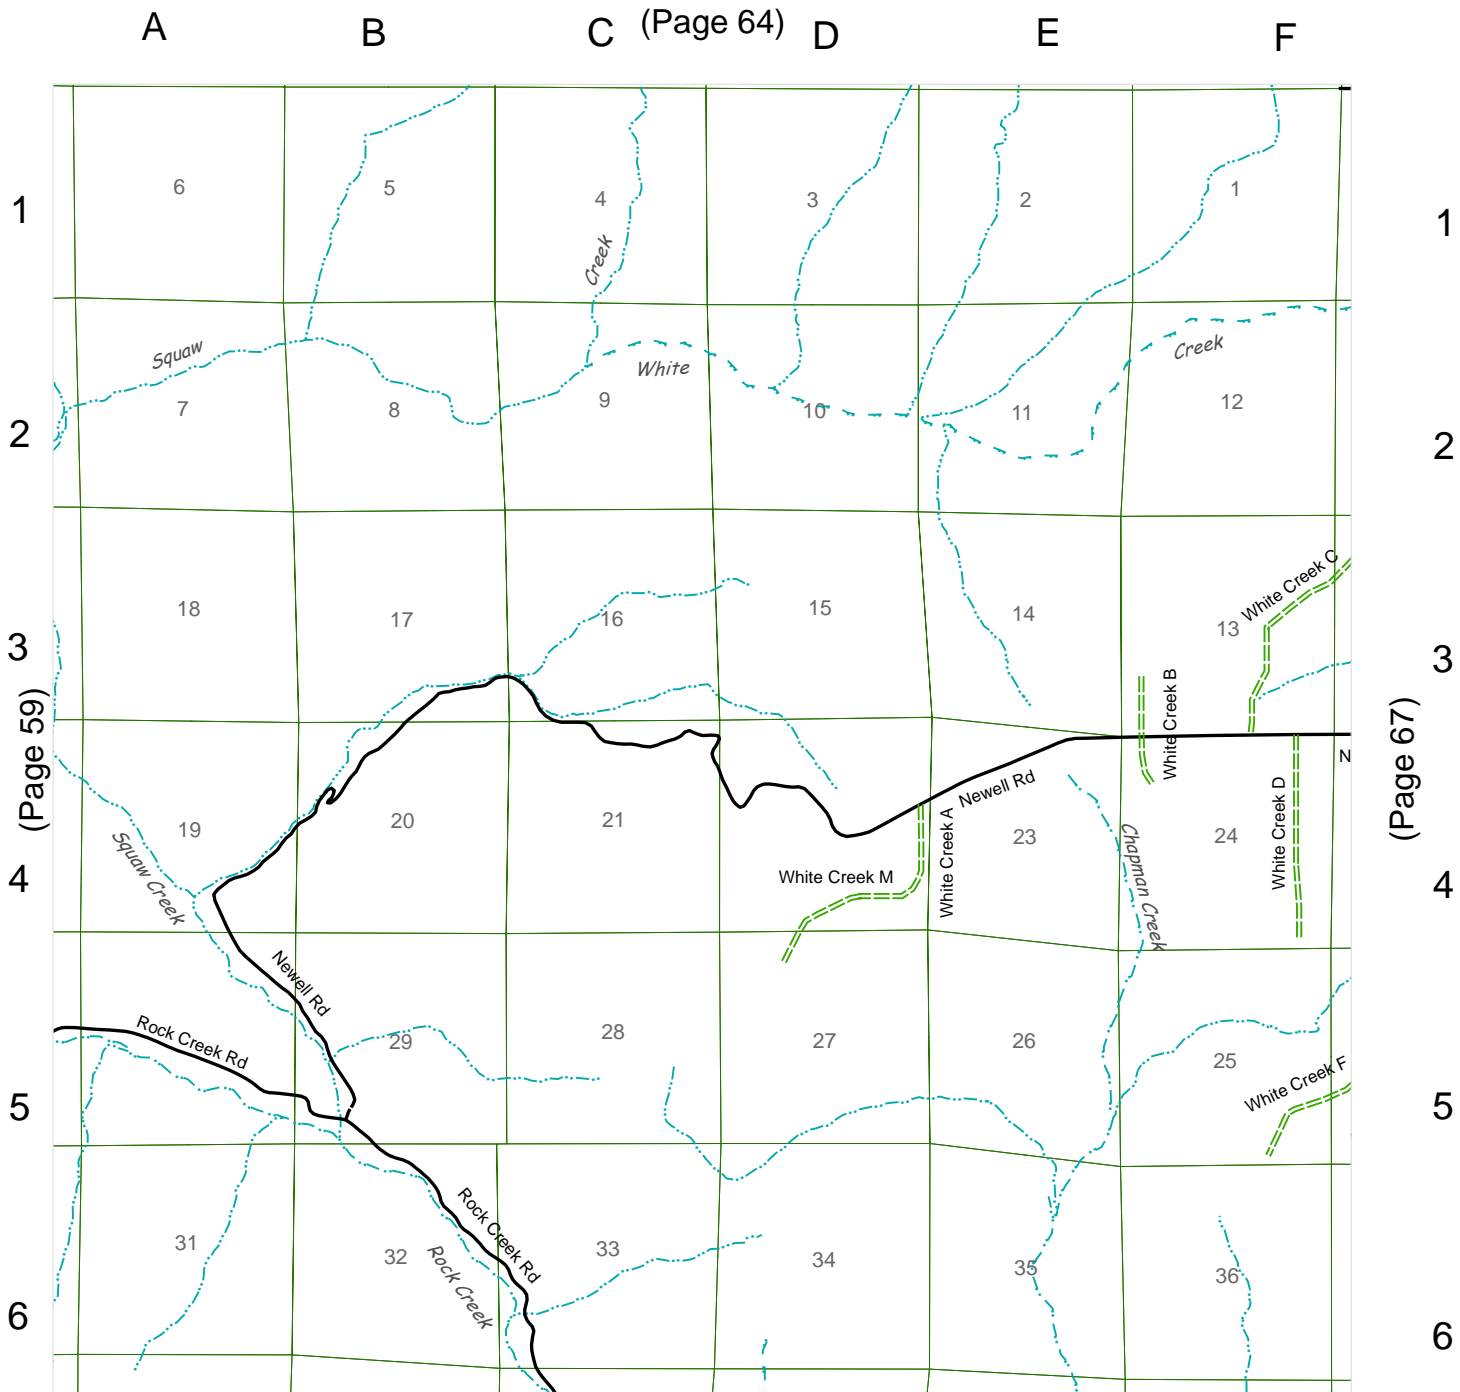 A B C (Page 64) D E F
1 6 5 4 3 2 1 1
Creek
Squaw White Creek
7 8 9 10 11 12
2 2
18 17 16 15 14 13 White Creek C
3 3
(Page 59) White Creek B (Page 67)
N
Newell Rd
19 20 21 23 24
Squaw Creek White Creek M White Creek A Chapman Creek White Creek D
4 4
Newell Rd
Rock Creek Rd
29 28 27 26 25
White Creek F
5 5
31 32 33 34 35 36
Rock Creek Rd
Rock Creek
6 6